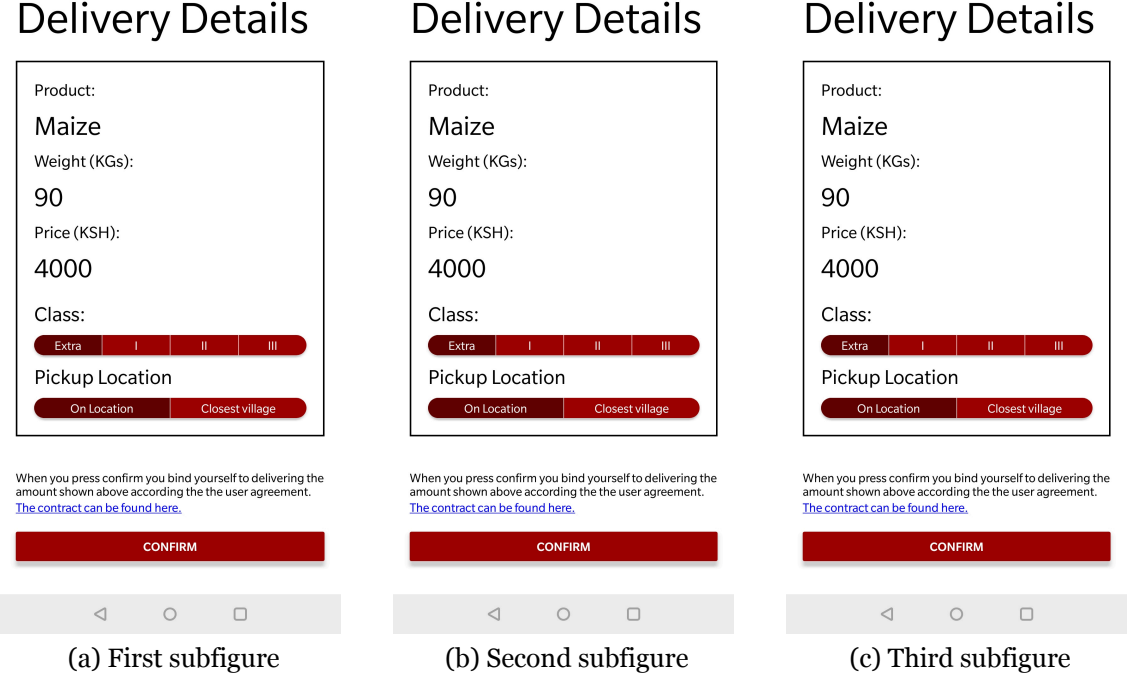 Delivery Details
Product:
Maize
Weight (KGs):
90
Price (KSH):
4000
Class:
Extra I II III
Pickup Location
On Location Closest village
When you press confirm you bind yourself to delivering the
amount shown above according the the user agreement.
The contract can be found here.
CONFIRM
(a) First subfigure
Delivery Details
Product:
Maize
Weight (KGs):
90
Price (KSH):
4000
Class:
Extra I II III
Pickup Location
On Location Closest village
When you press confirm you bind yourself to delivering the
amount shown above according the the user agreement.
The contract can be found here.
CONFIRM
(b) Second subfigure
Delivery Details
Product:
Maize
Weight (KGs):
90
Price (KSH):
4000
Class:
Extra I II III
Pickup Location
On Location Closest village
When you press confirm you bind yourself to delivering the
amount shown above according the the user agreement.
The contract can be found here.
CONFIRM
(c) Third subfigure